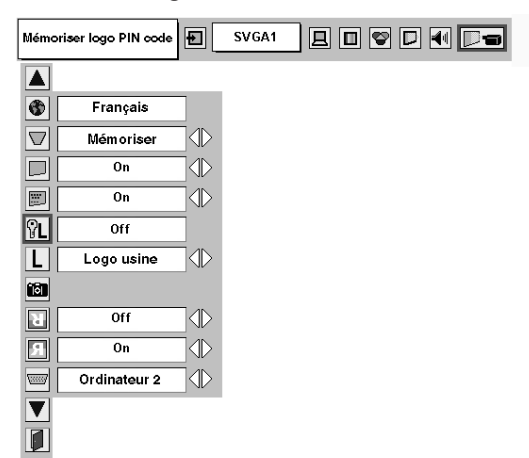 Mémoriser logo PIN code
SVGA1
Français
Mémoriser
On
On
L
Off
L
Logo usine
Off
On
Ordinateur 2